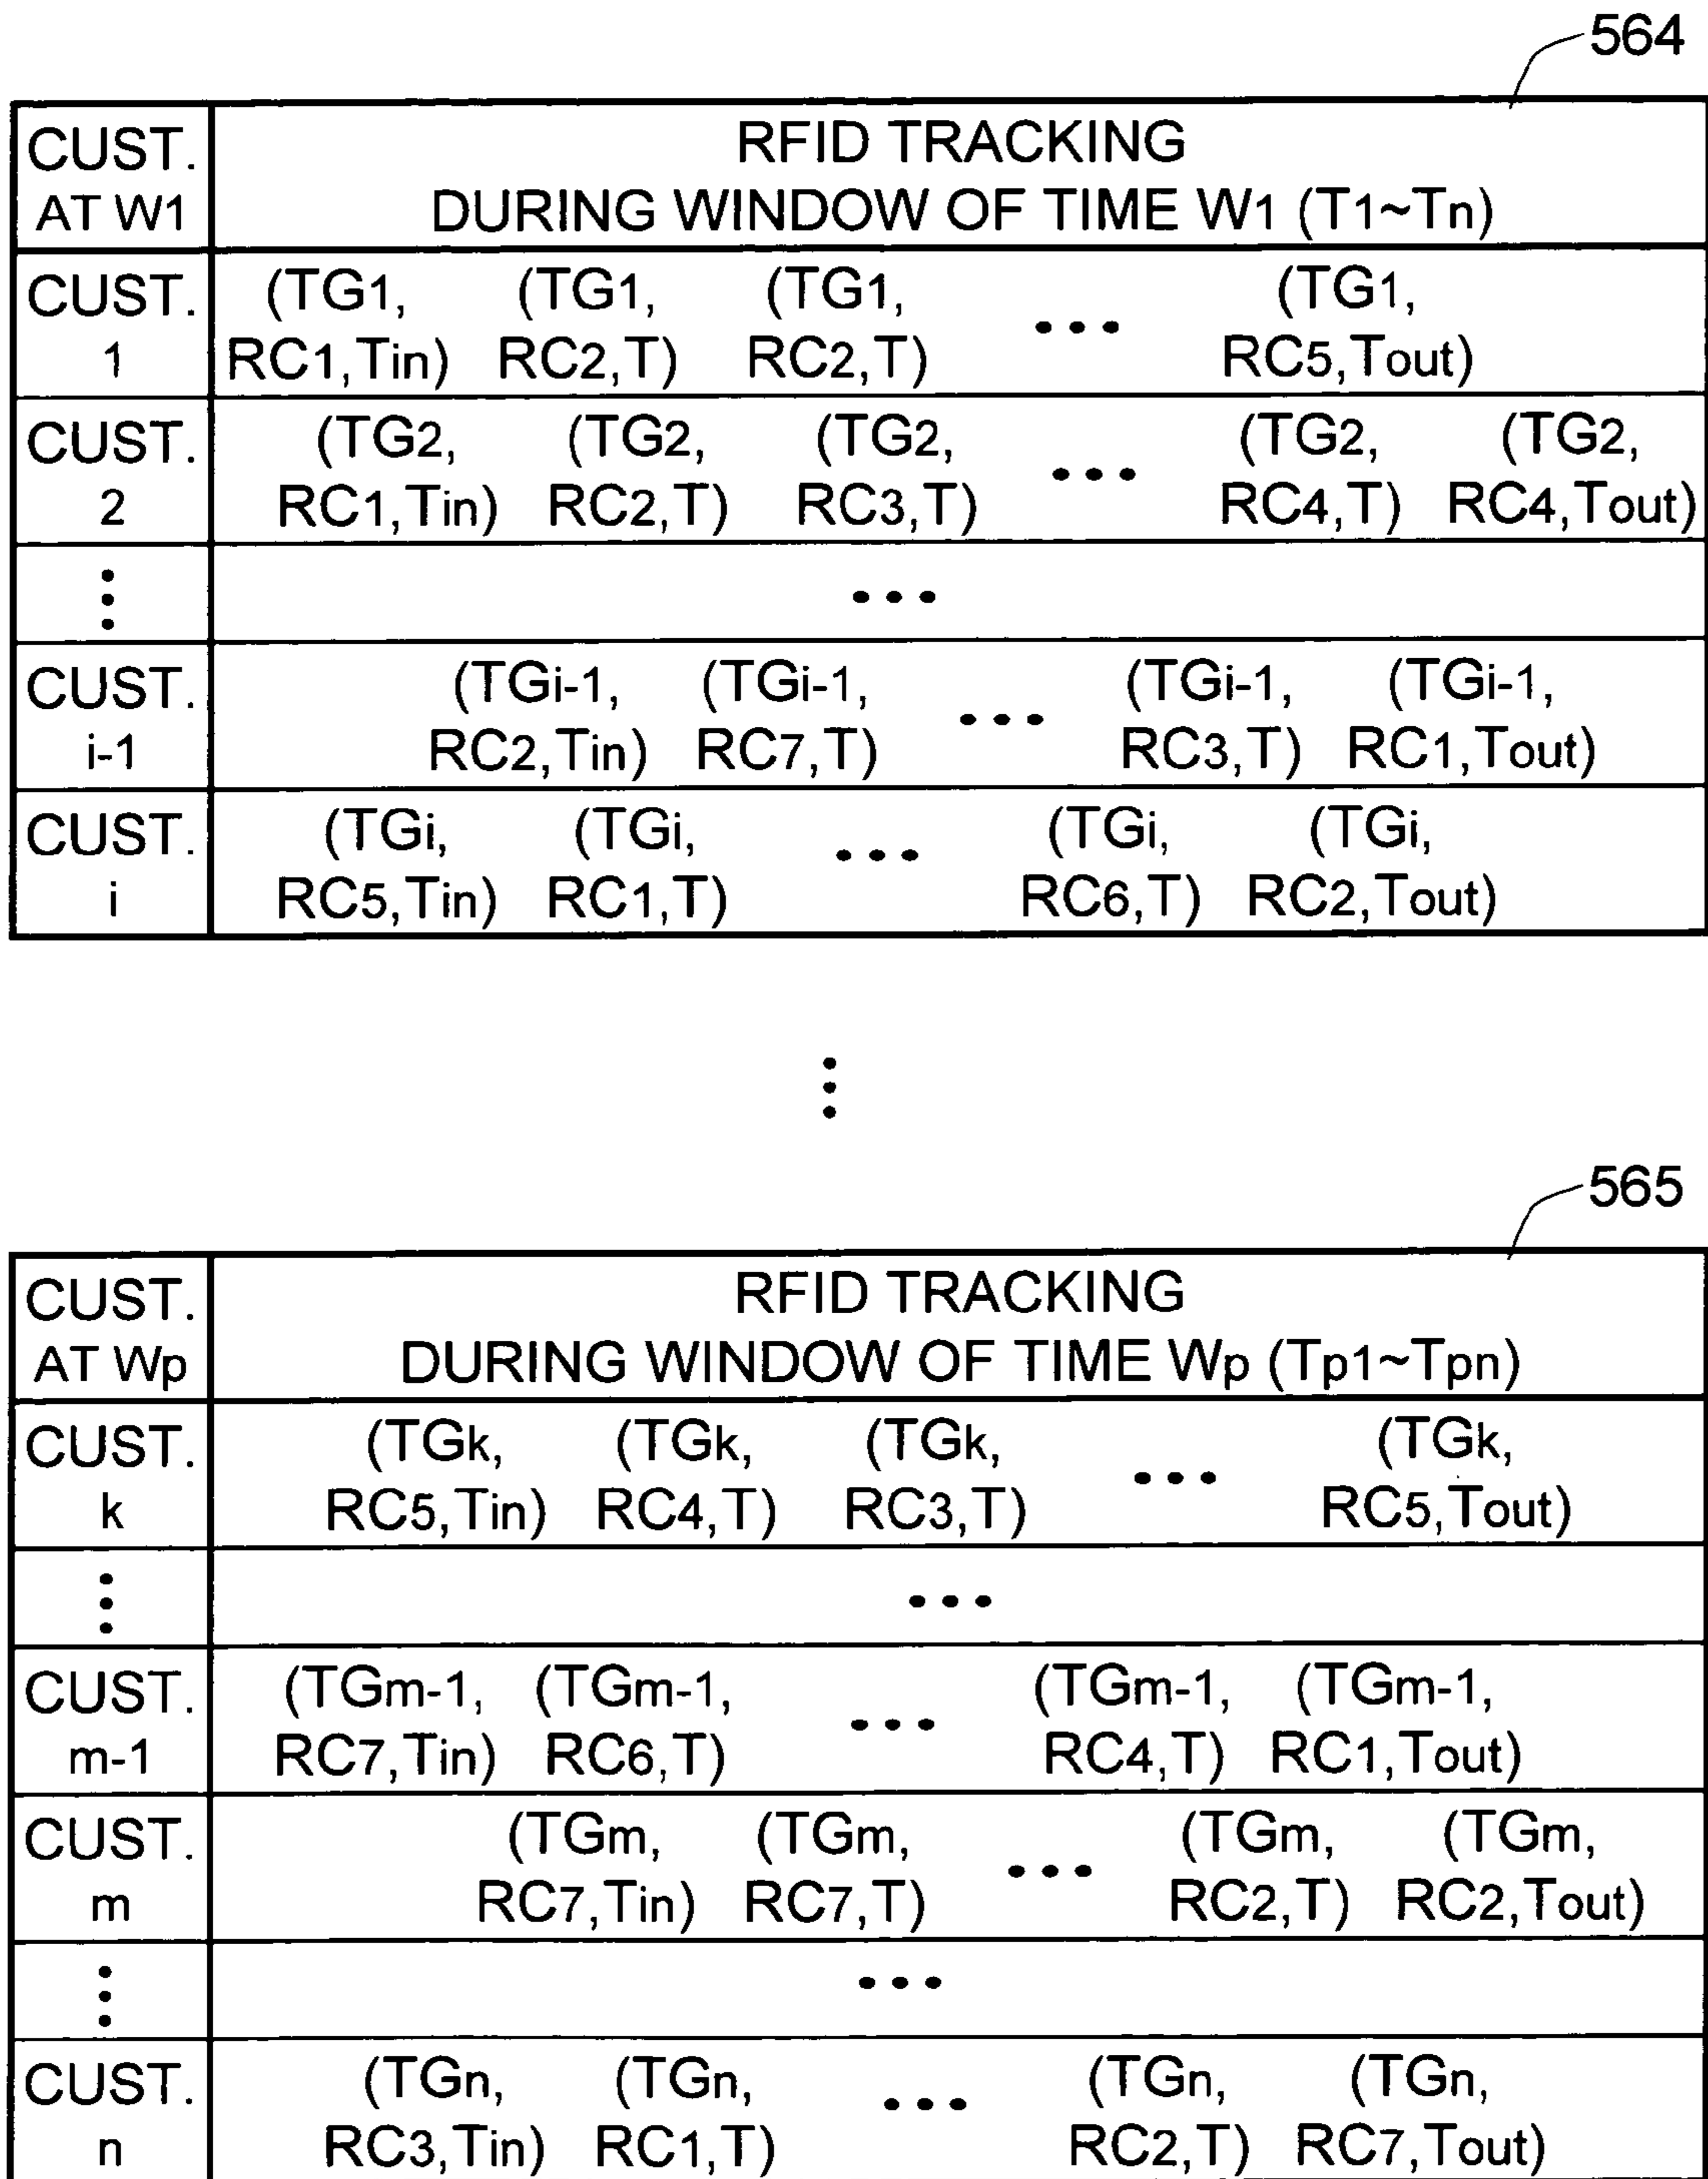 564
CUST.
AT W1
RFID TRACKING
DURING WINDOW OF TIME W1 (T1~Tn)
CUST.
1
(TG1, (TG1, (TG1, ... (TG1,
RC1,Tin) RC2,T) RC2,T) RC5,Tout)
CUST.
2
(TG2, (TG2, (TG2, ... (TG2, (TG2,
RC1,Tin) RC2,T) RC3,T) RC4,T) RC4,Tout)
⋮ ...
CUST.
i-1
(TGi-1, (TGi-1, ... (TGi-1, (TGi-1,
RC2,Tin) RC7,T) RC3,T) RC1,Tout)
CUST.
i
(TGi, (TGi, ... (TGi, (TGi,
RC5,Tin) RC1,T) RC6,T) RC2,Tout)
⋮
565
CUST.
AT Wp
RFID TRACKING
DURING WINDOW OF TIME Wp (Tp1~Tpn)
CUST.
k
(TGk, (TGk, (TGk, ... (TGk,
RC5,Tin) RC4,T) RC3,T) RC5,Tout)
⋮ ...
CUST.
m-1
(TGm-1, (TGm-1, ... (TGm-1, (TGm-1,
RC7,Tin) RC6,T) RC4,T) RC1,Tout)
CUST.
m
(TGm, (TGm, ... (TGm, (TGm,
RC7,Tin) RC7,T) RC2,T) RC2,Tout)
⋮ ...
CUST.
n
(TGn, (TGn, ... (TGn, (TGn,
RC3,Tin) RC1,T) RC2,T) RC7,Tout)